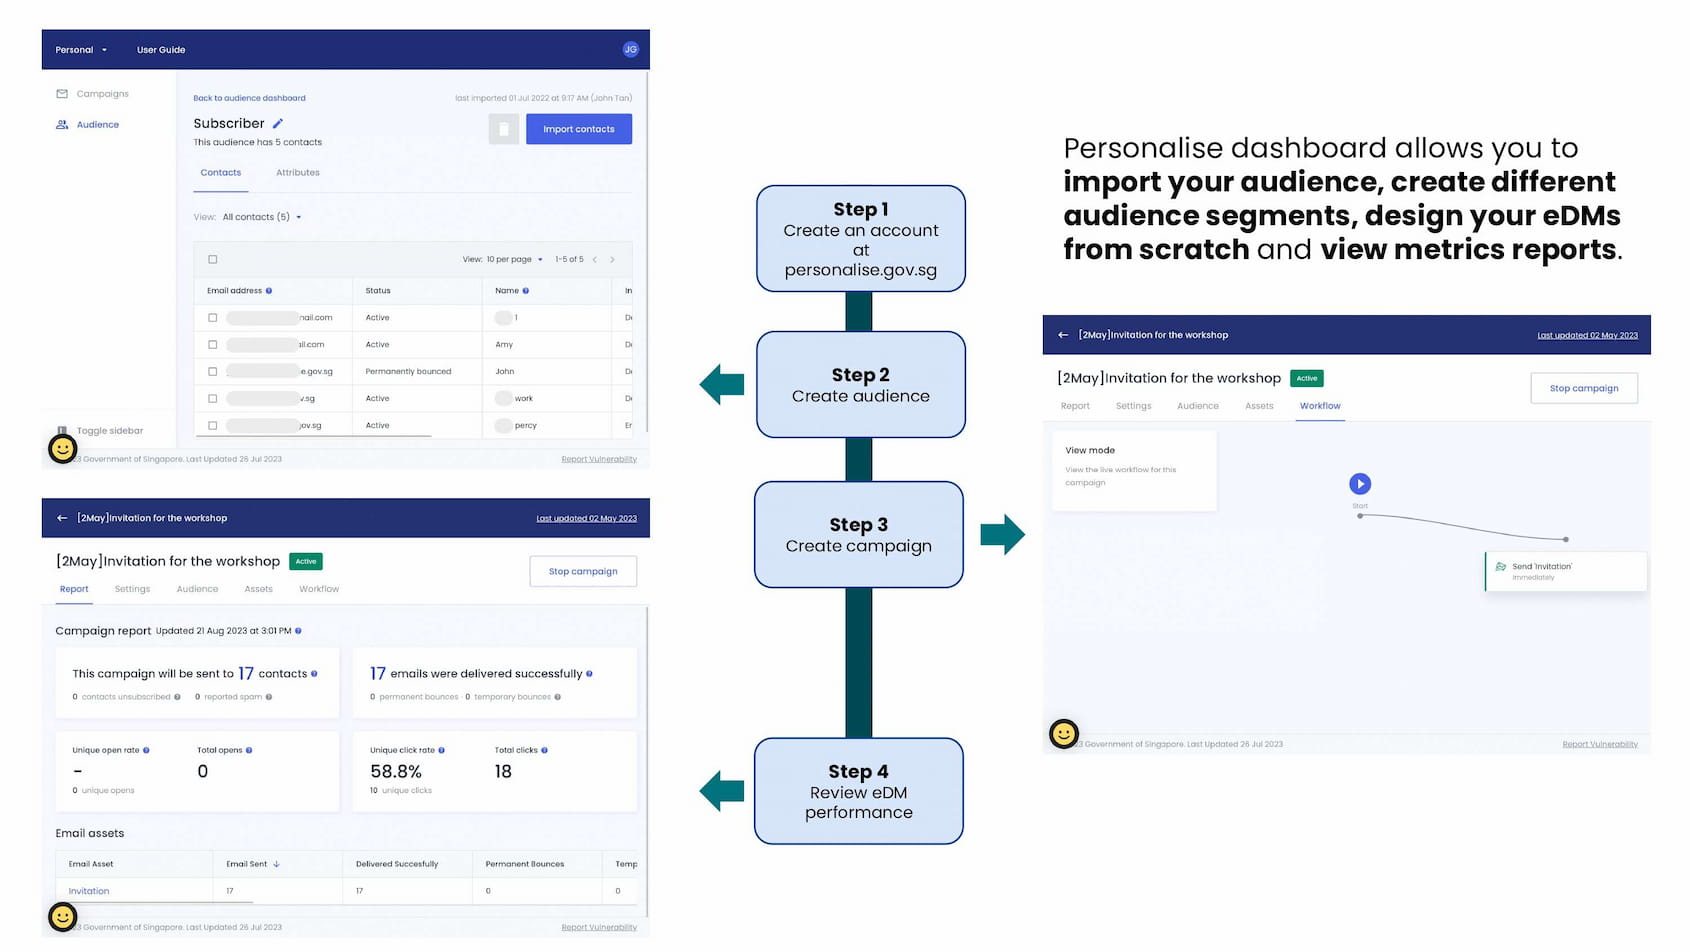 Personal
User Guide
JG
Campaigns
Audience
Toggle sidebar
Back to audience dashboard
last imported 01 Jul 2022 at 9:17 AM (John Tan)
Subscriber
This audience has 5 contacts
Import contacts
Contacts
Attributes
View: All contacts (5)
View: 10 per page
1-5 of 5
Email address
Status
Name
In
nail.com
Active
1
De
ail.com
Active
Amy
De
e.gov.sg
Permanently bounced
John
De
v.sg
Active
work
De
gov.sg
Active
percy
Er
Government of Singapore. Last Updated 26 Jul 2023
Report Vulnerability
[2May]Invitation for the workshop
Last updated 02 May 2023
[2May]Invitation for the workshop
Active
Stop campaign
Report
Settings
Audience
Assets
Workflow
Campaign report Updated 21 Aug 2023 at 3:01 PM
This campaign will be sent to 17 contacts
0 contacts unsubscribed
0 reported spam
17 emails were delivered successfully
0 permanent bounces · 0 temporary bounces
Unique open rate
-
0 unique opens
Total opens
0
Unique click rate
58.8%
10 unique clicks
Total clicks
18
Email assets
Email Asset
Email Sent
Delivered Succesfully
Permanent Bounces
Temp
Invitation
17
17
0
0
Government of Singapore. Last Updated 26 Jul 2023
Report Vulnerability
Step 1
Create an account
at
personalise.gov.sg
Step 2
Create audience
Step 3
Create campaign
Step 4
Review eDM
performance
Personalise dashboard allows you to
import your audience, create different
audience segments, design your eDMs
from scratch and view metrics reports.
[2May]Invitation for the workshop
Last updated 02 May 2023
[2May]Invitation for the workshop
Active
Stop campaign
Report
Settings
Audience
Assets
Workflow
View mode
View the live workflow for this
campaign
Start
Send 'Invitation'
Immediately
Government of Singapore. Last Updated 26 Jul 2023
Report Vulnerability